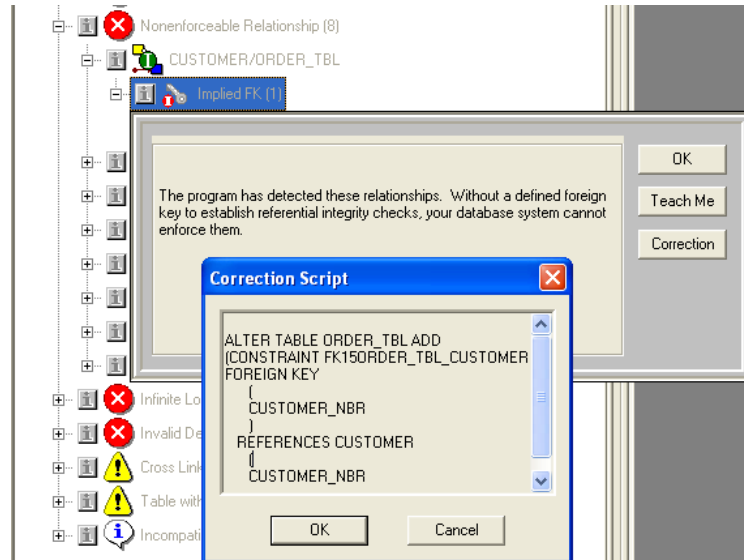 Nonenforceable Relationship (8)
CUSTOMER/ORDER_TBL
Implied FK (1)
OK
The program has detected these relationships. Without a defined foreign
key to establish referential integrity checks, your database system cannot
enforce them.
Teach Me
Correction
Correction Script
ALTER TABLE ORDER_TBL ADD
(CONSTRAINT FK15ORDER_TBL_CUSTOMER
FOREIGN KEY
(
CUSTOMER_NBR
)
REFERENCES CUSTOMER
(
CUSTOMER_NBR
Infinite Lo
Invalid De
Cross Link
Table with
Incompati
OK
Cancel